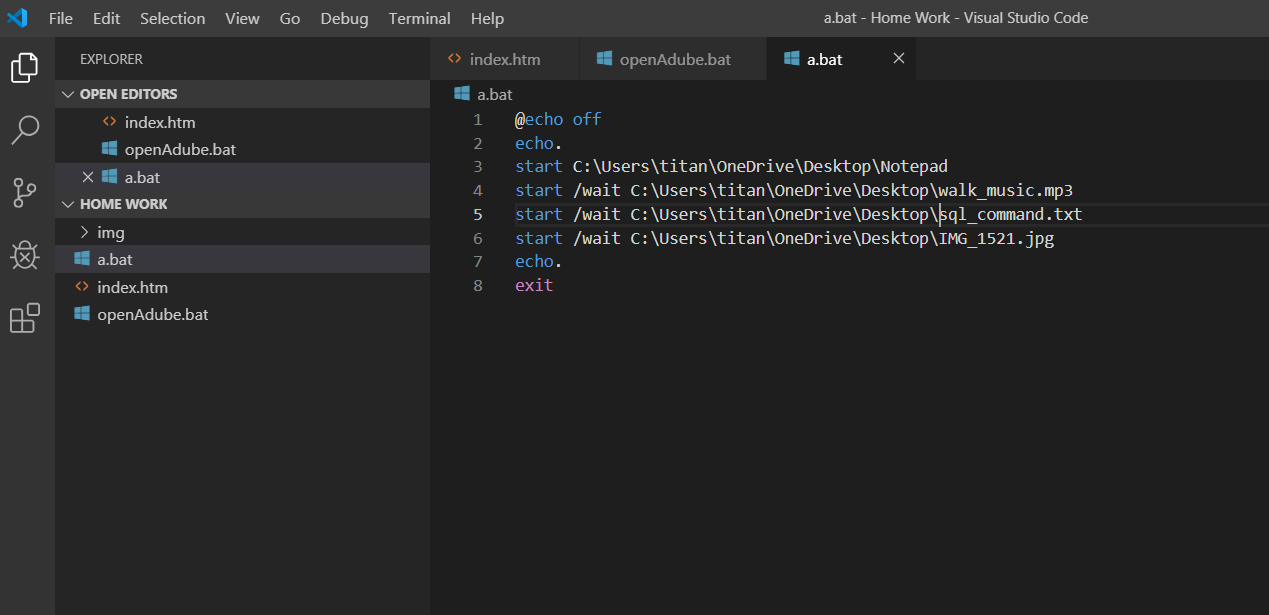 File Edit Selection View Go Debug Terminal Help a.bat - Home Work - Visual Studio Code
EXPLORER
OPEN EDITORS
index.htm
openAdube.bat
a.bat
HOME WORK
img
a.bat
index.htm
openAdube.bat
index.htm openAdube.bat a.bat
a.bat
1 @echo off
2 echo.
3 start C:\Users\titan\OneDrive\Desktop\Notepad
4 start /wait C:\Users\titan\OneDrive\Desktop\walk_music.mp3
5 start /wait C:\Users\titan\OneDrive\Desktop\sql_command.txt
6 start /wait C:\Users\titan\OneDrive\Desktop\IMG_1521.jpg
7 echo.
8 exit